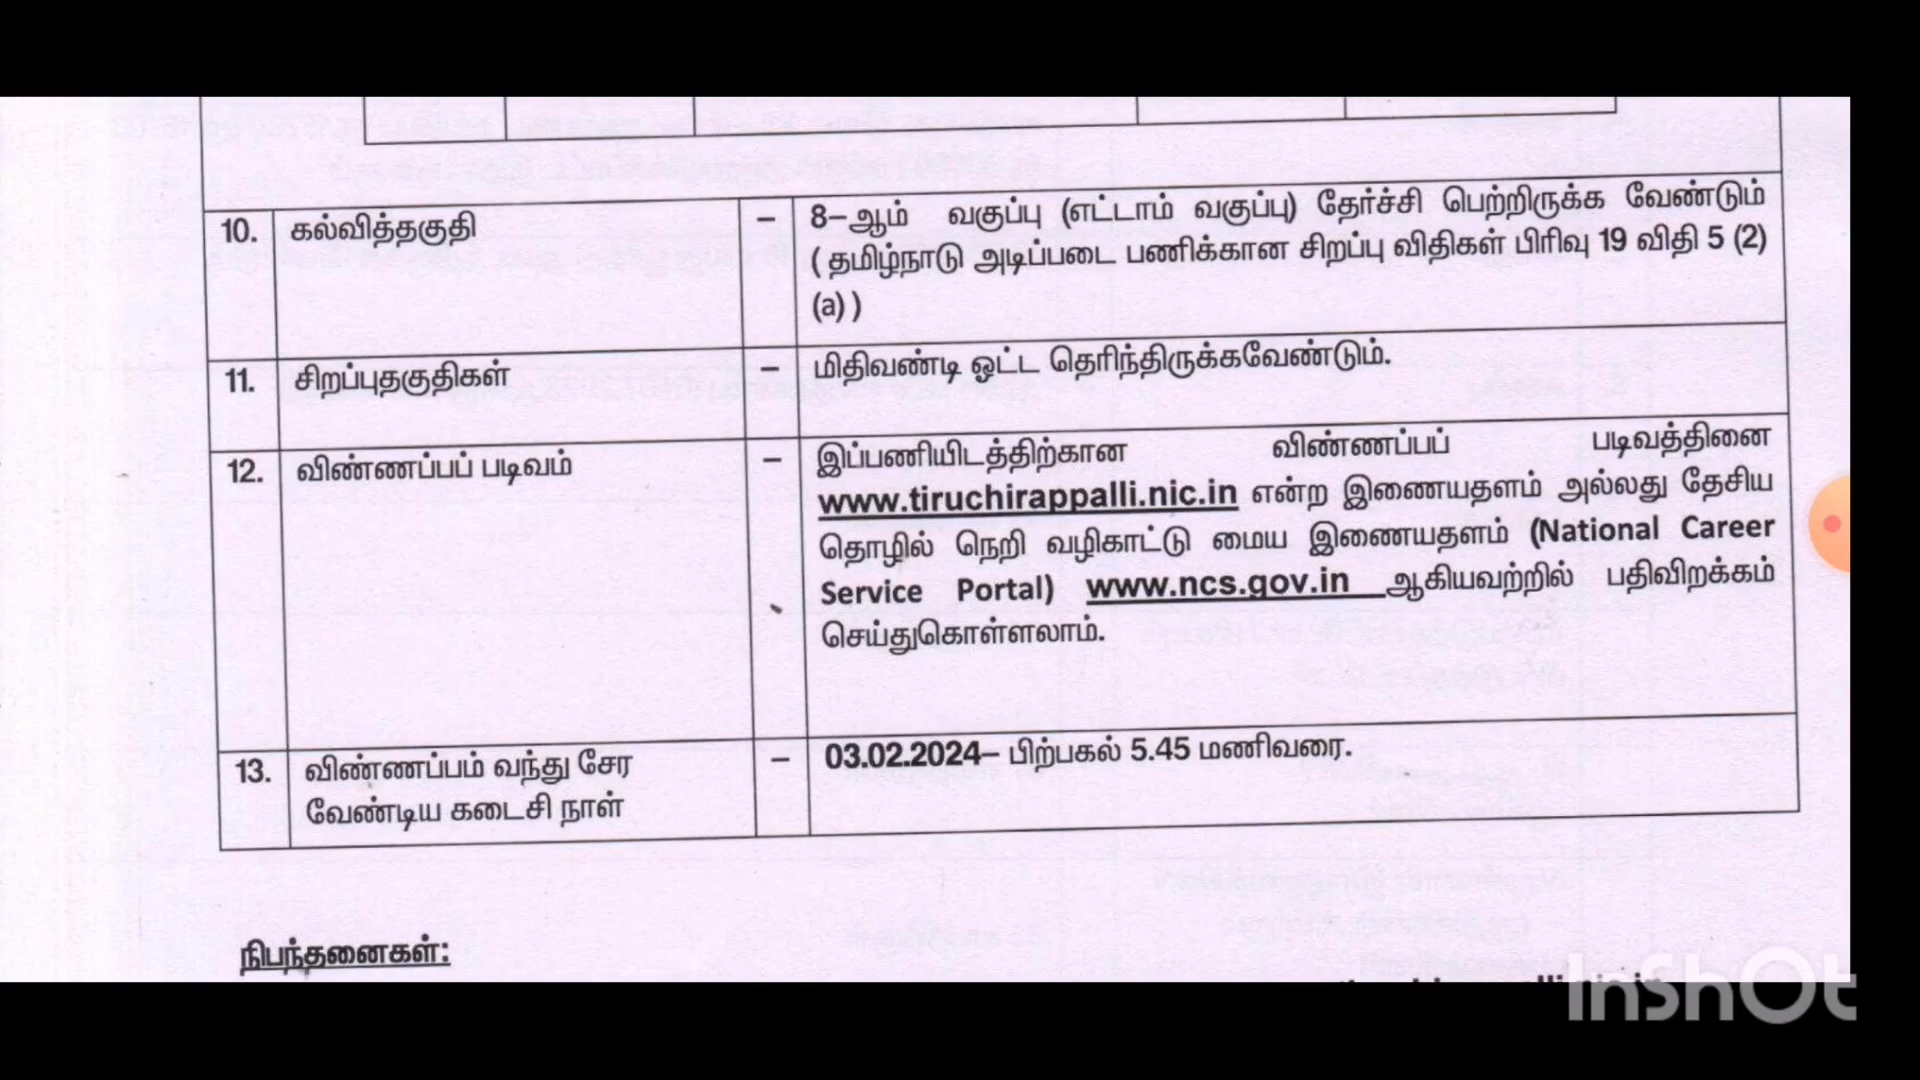 10. கல்வித்தகுதி – 8–ஆம் வகுப்பு (எட்டாம் வகுப்பு) தேர்ச்சி பெற்றிருக்க வேண்டும்
( தமிழ்நாடு அடிப்படை பணிக்கான சிறப்பு விதிகள் பிரிவு 19 விதி 5 (2)
(a) )
11. சிறப்புதகுதிகள் – மிதிவண்டி ஓட்ட தெரிந்திருக்கவேண்டும்.
12. விண்ணப்பப் படிவம் – இப்பணியிடத்திற்கான விண்ணப்பப் படிவத்தினை
www.tiruchirappalli.nic.in என்ற இணையதளம் அல்லது தேசிய
தொழில் நெறி வழிகாட்டு மைய இணையதளம் (National Career
Service Portal) www.ncs.gov.in ஆகியவற்றில் பதிவிறக்கம்
செய்துகொள்ளலாம்.
13. விண்ணப்பம் வந்து சேர – 03.02.2024– பிற்பகல் 5.45 மணிவரை.
வேண்டிய கடைசி நாள்
நிபந்தனைகள்:
InShOt